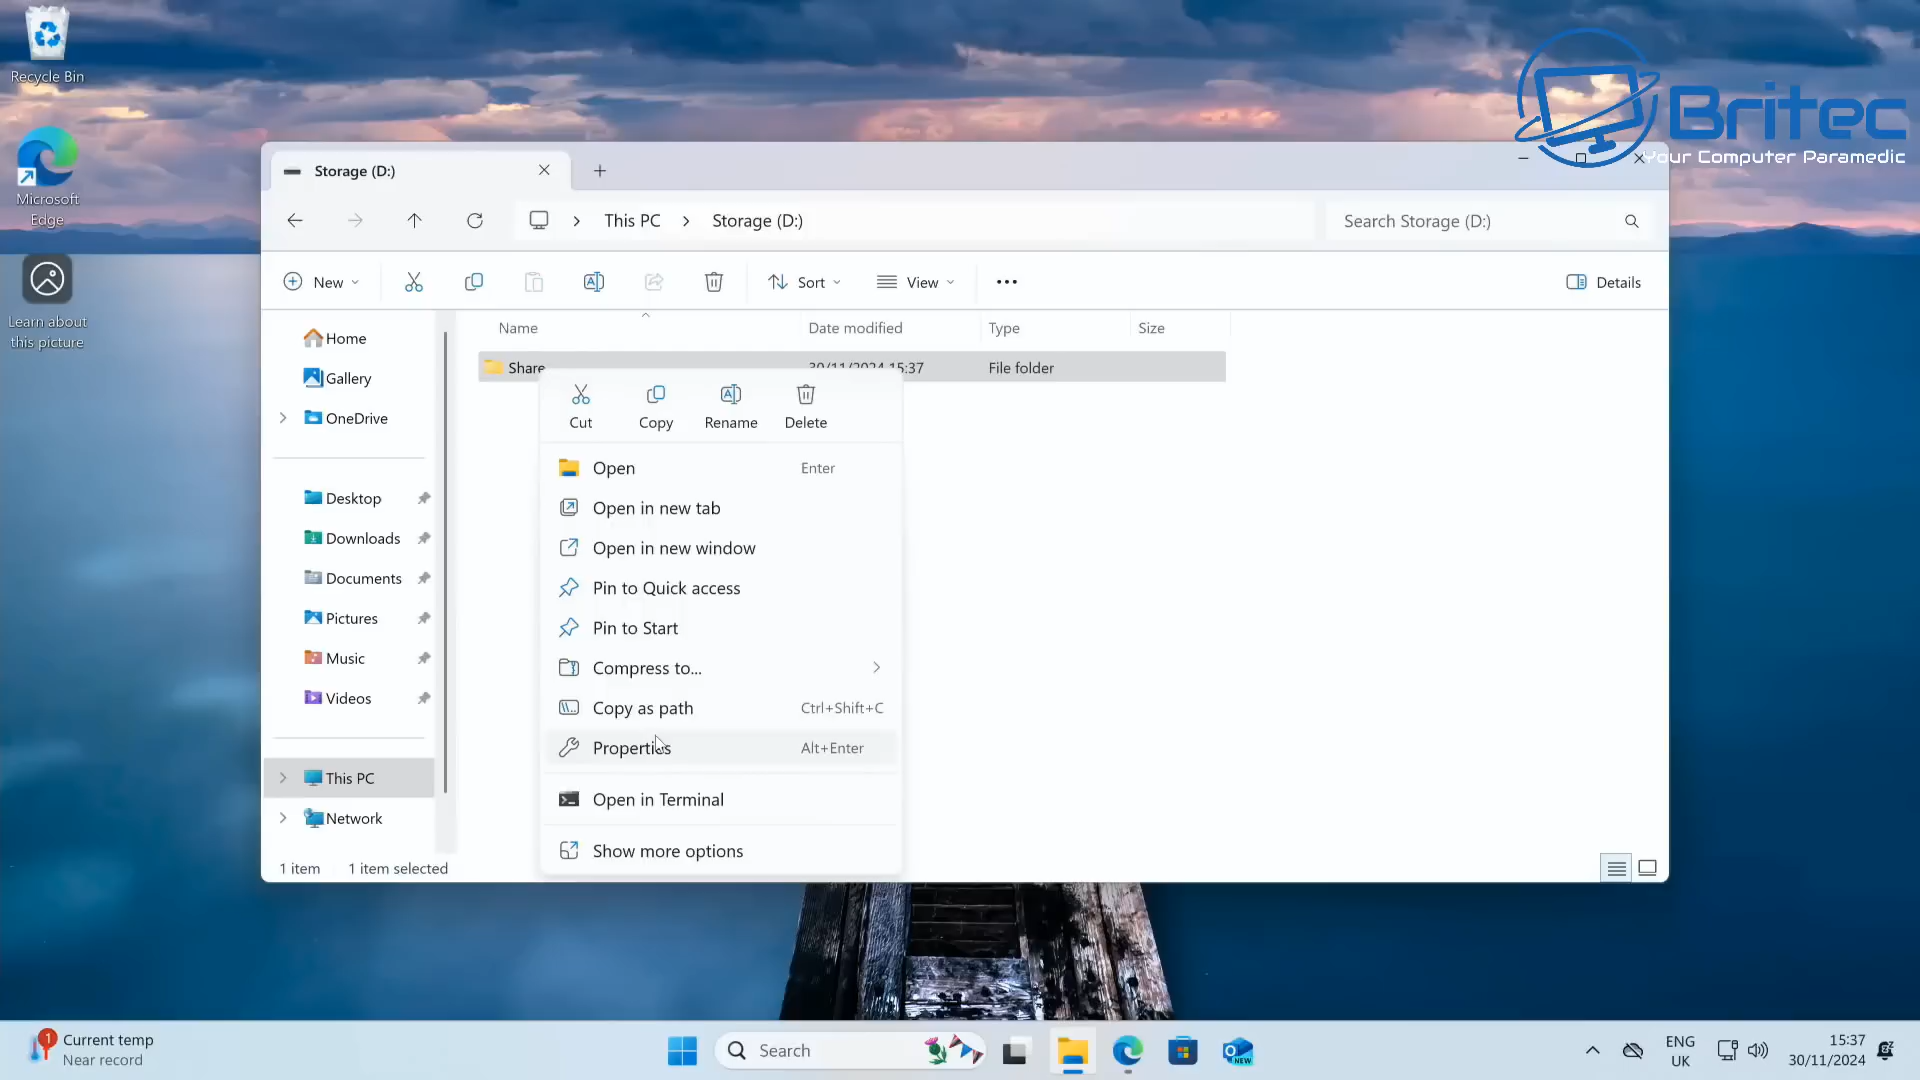 Recycle Bin
Microsoft
Edge
Learn about
this picture
Britec
Your Computer Paramedic
Storage (D:)
This PC
Storage (D:)
Search Storage (D:)
New
Sort
View
Details
Home
Gallery
OneDrive
Desktop
Downloads
Documents
Pictures
Music
Videos
This PC
Network
Name
Date modified
Type
Size
Share
30/11/2024 15:37
File folder
Cut
Copy
Rename
Delete
Open
Enter
Open in new tab
Open in new window
Pin to Quick access
Pin to Start
Compress to...
Copy as path
Ctrl+Shift+C
Properties
Alt+Enter
Open in Terminal
Show more options
1 item
1 item selected
1
Current temp
Near record
Search
NEW
ENG
UK
15:37
30/11/2024